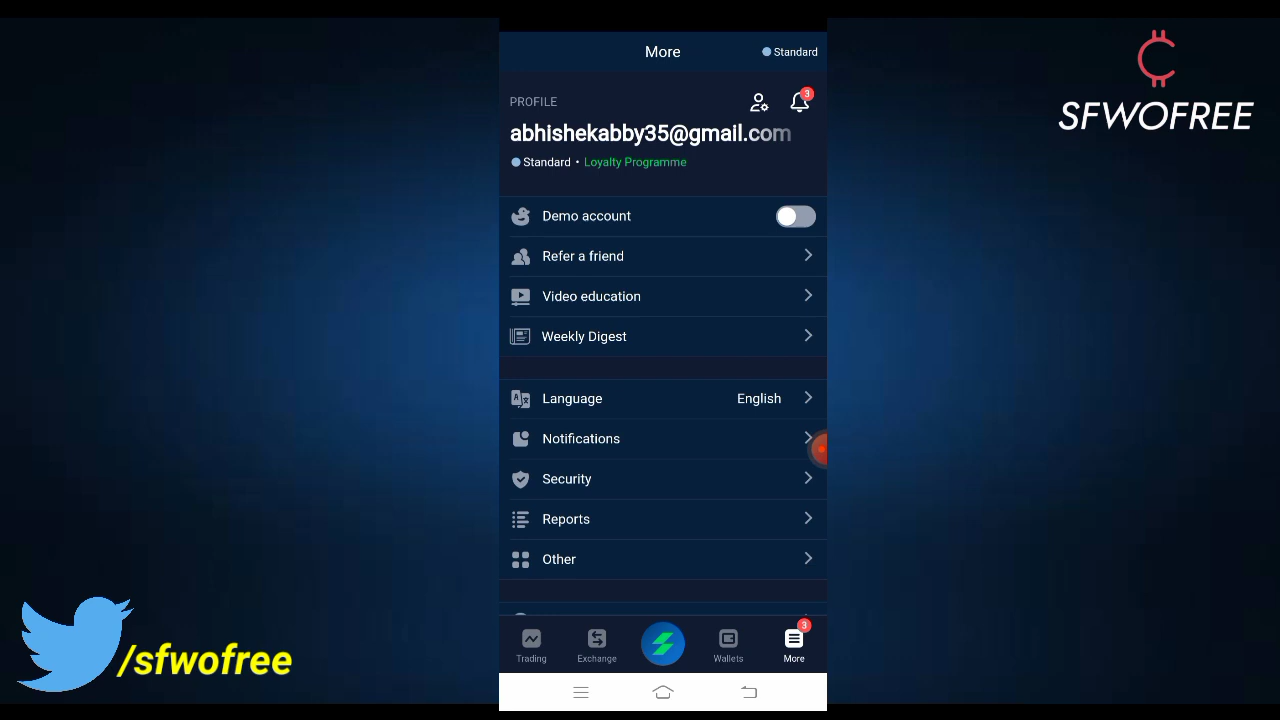 More
Standard
PROFILE
3
abhishekabby35@gmail.com
Standard • Loyalty Programme
Demo account
Refer a friend
Video education
Weekly Digest
Language English
Notifications
Security
Reports
Other
3
Trading Exchange Wallets More
SFWOFREE
/sfwofree